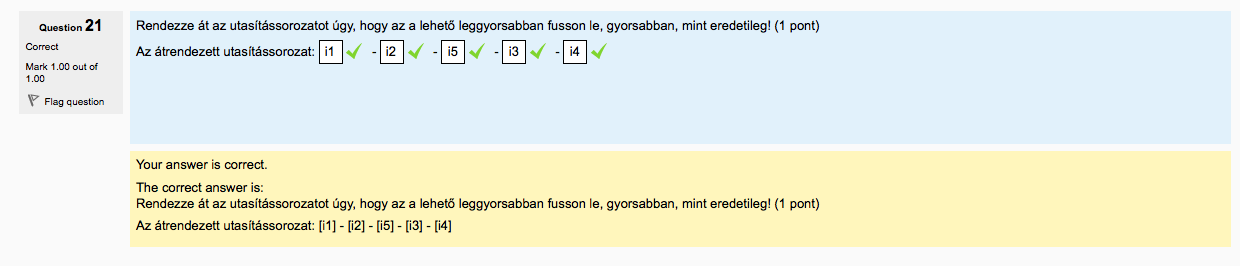 Question 21
Correct
Mark 1.00 out of
1.00
Flag question
Rendezze át az utasítássorozatot úgy, hogy az a lehető leggyorsabban fusson le, gyorsabban, mint eredetileg! (1 pont)
Az átrendezett utasítássorozat: i1 - i2 - i5 - i3 - i4
Your answer is correct.
The correct answer is:
Rendezze át az utasítássorozatot úgy, hogy az a lehető leggyorsabban fusson le, gyorsabban, mint eredetileg! (1 pont)
Az átrendezett utasítássorozat: [i1] - [i2] - [i5] - [i3] - [i4]